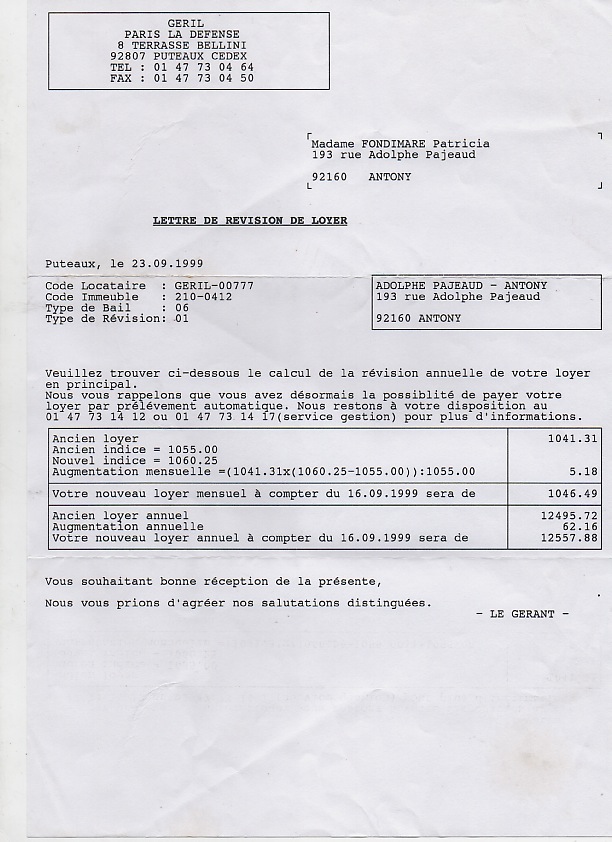 GERIL
PARIS LA DEFENSE
8 TERRASSE BELLINI
92807 PUTEAUX CEDEX
TEL : 01 47 73 04 64
FAX : 01 47 73 04 50
Madame FONDIMARE Patricia
193 rue Adolphe Pajeaud
92160 ANTONY
LETTRE DE REVISION DE LOYER
Puteaux, le 23.09.1999
Code Locataire : GERIL-00777
Code Immeuble : 210-0412
Type de Bail : 06
Type de Révision: 01
ADOLPHE PAJEAUD - ANTONY
193 rue Adolphe Pajeaud
92160 ANTONY
Veuillez trouver ci-dessous le calcul de la révision annuelle de votre loyer
en principal.
Nous vous rappelons que vous avez désormais la possiblité de payer votre
loyer par prélévement automatique. Nous restons à votre disposition au
01 47 73 14 12 ou 01 47 73 14 17(service gestion) pour plus d'informations.
Ancien loyer 1041.31
Ancien indice = 1055.00
Nouvel indice = 1060.25
Augmentation mensuelle =(1041.31x(1060.25-1055.00)):1055.00 5.18
Votre nouveau loyer mensuel à compter du 16.09.1999 sera de 1046.49
Ancien loyer annuel 12495.72
Augmentation annuelle 62.16
Votre nouveau loyer annuel à compter du 16.09.1999 sera de 12557.88
Vous souhaitant bonne réception de la présente,
Nous vous prions d'agréer nos salutations distinguées.
- LE GERANT -